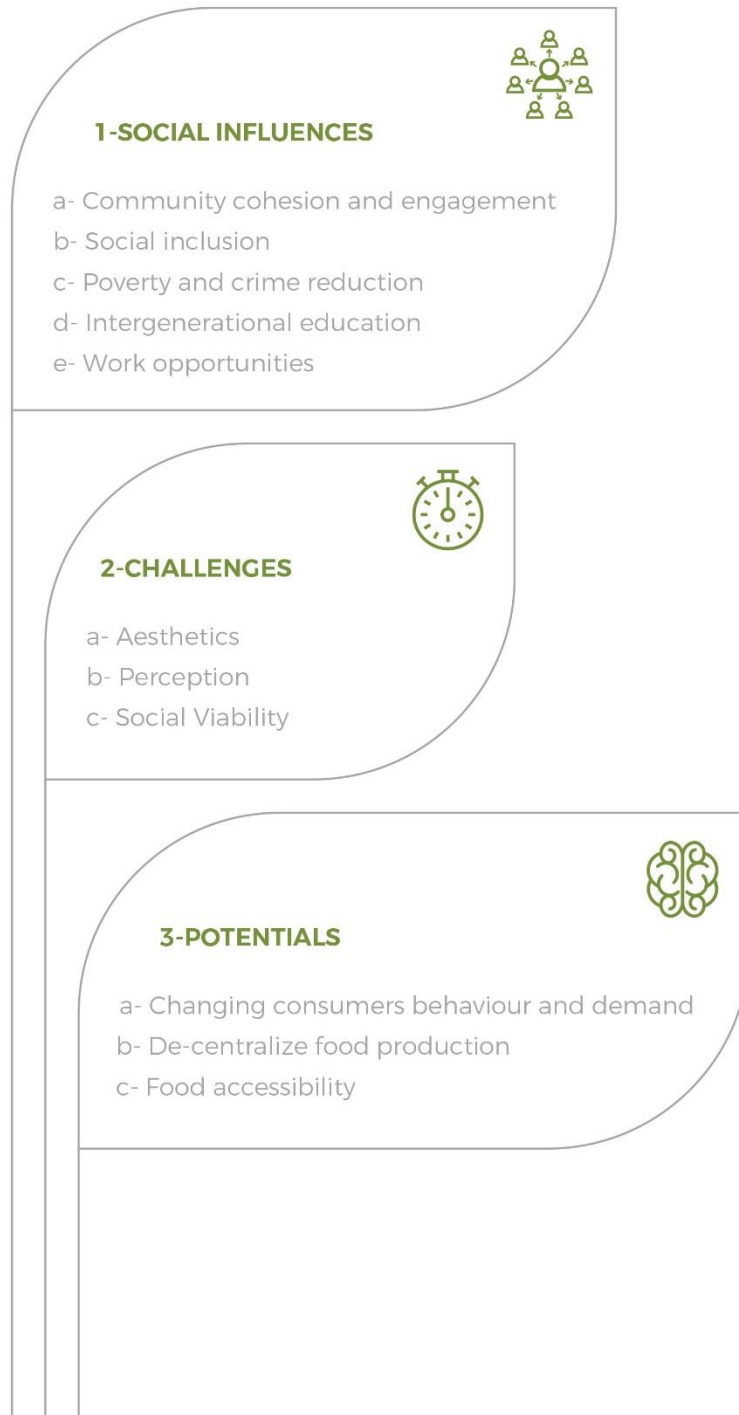 1-SOCIAL INFLUENCES
a- Community cohesion and engagement
b- Social inclusion
c- Poverty and crime reduction
d- Intergenerational education
e- Work opportunities
2-CHALLENGES
a- Aesthetics
b- Perception
c- Social Viability
3-POTENTIALS
a- Changing consumers behaviour and demand
b- De-centralize food production
c- Food accessibility